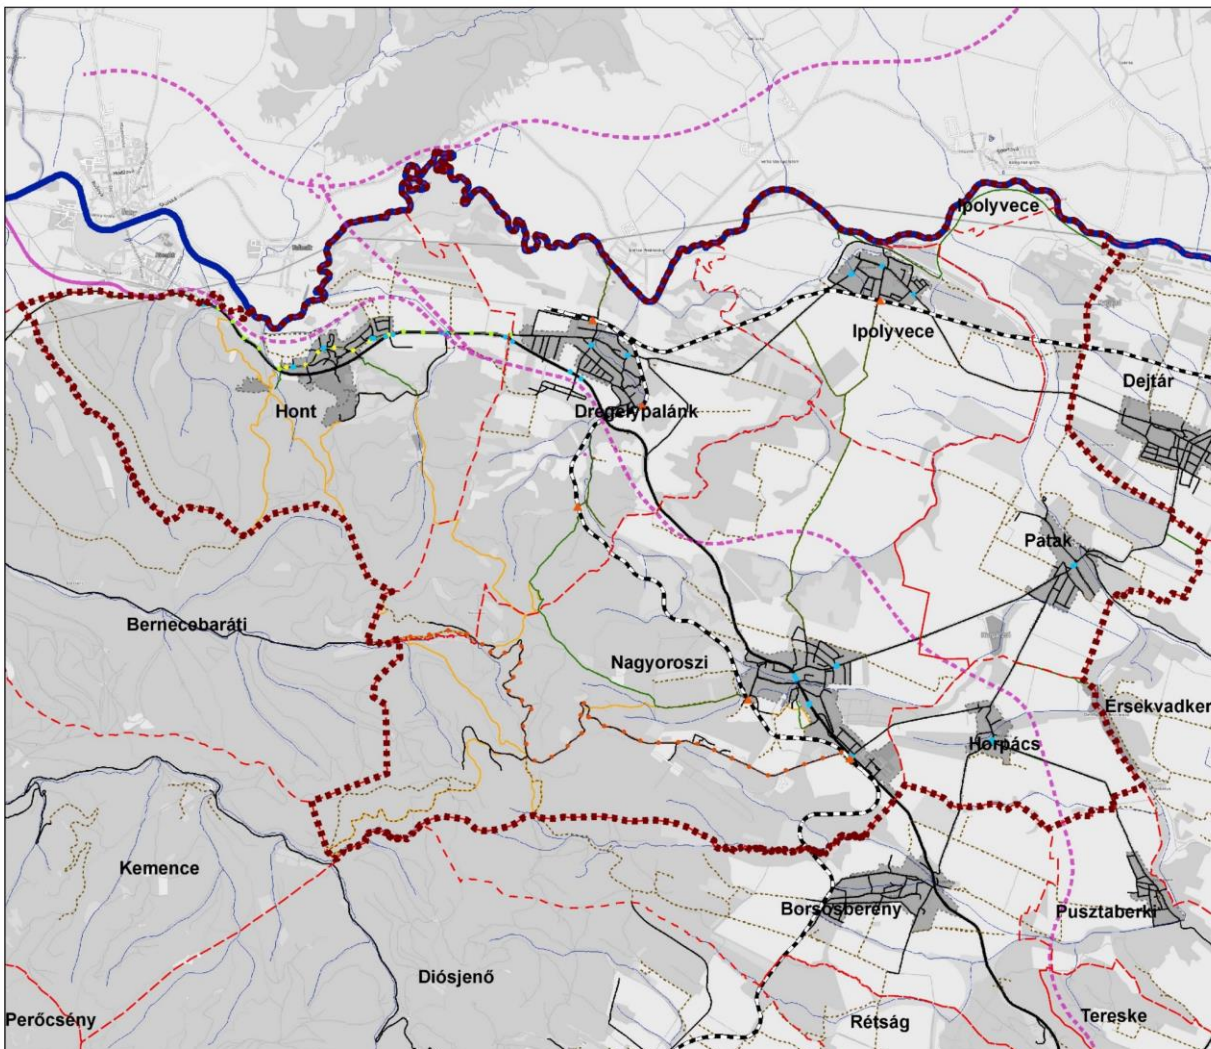 Ipolyvece
Ipolyvece
Dejtár
Hont
Drégelypalánk
Patak
Bernecebaráti
Nagyoroszi
Érsekvadker
Horpács
Kemence
Borsosberény
Pusztaberki
Diósjenő
Perőcsény
Rétság
Tereske